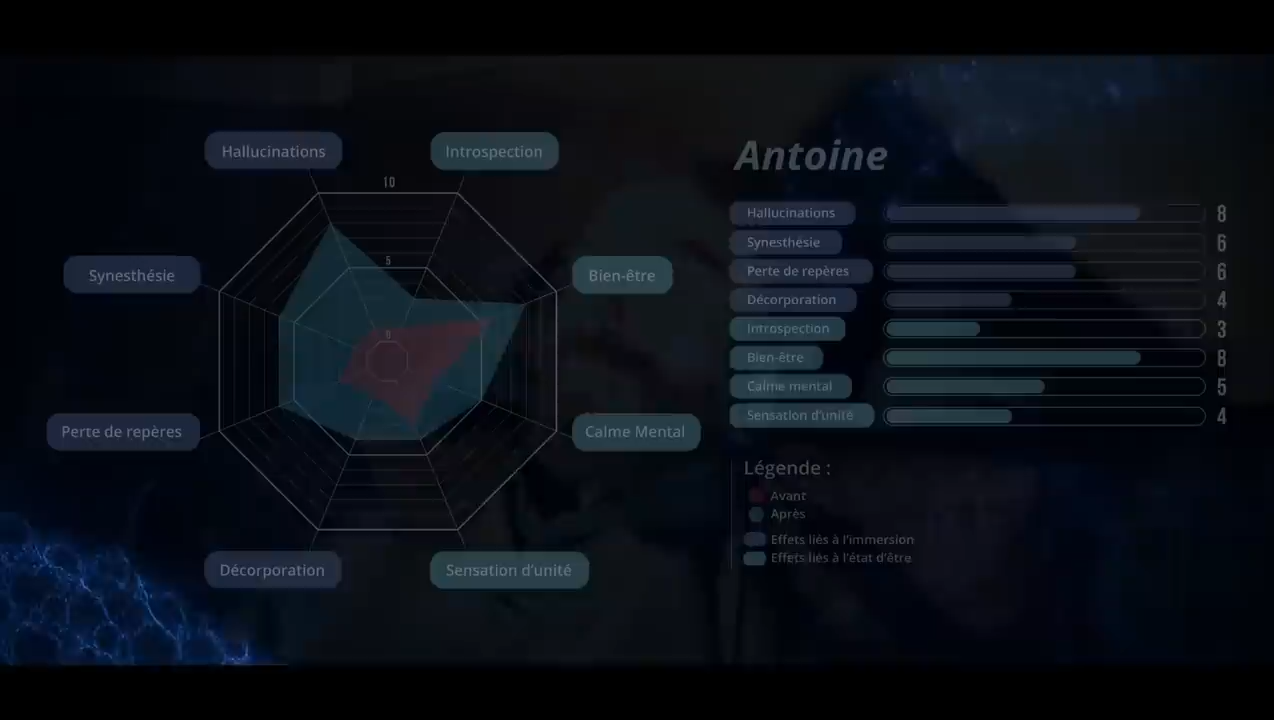 Hallucinations
Introspection
10
5
0
Synesthésie
Bien-être
Perte de repères
Calme Mental
Décorporation
Sensation d'unité
Antoine
Hallucinations 8
Synesthésie 6
Perte de repères 6
Décorporation 4
Introspection 3
Bien-être 8
Calme mental 5
Sensation d'unité 4
Légende :
Avant
Après
Effets liés à l'immersion
Effets liés à l'état d'être